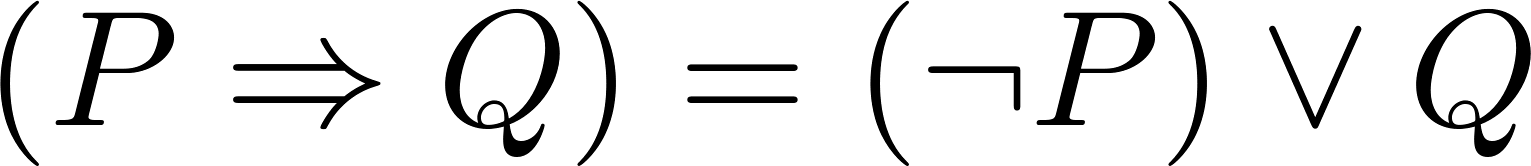 (P ⇒ Q) = (¬P) ∨ Q